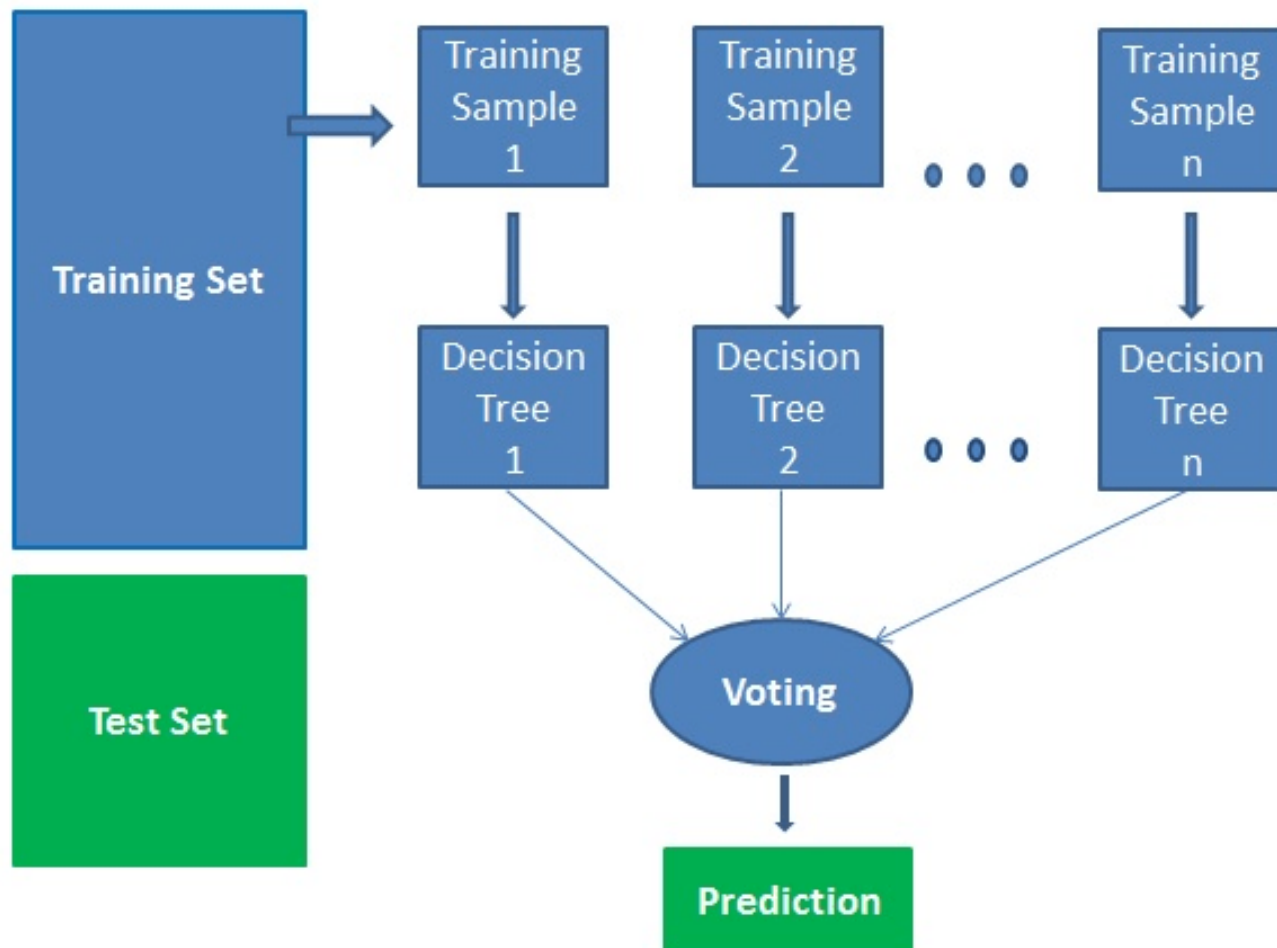 Training Set
Training
Sample
1
Training
Sample
2
Training
Sample
n
Decision
Tree
1
Decision
Tree
2
Decision
Tree
n
Test Set
Voting
Prediction